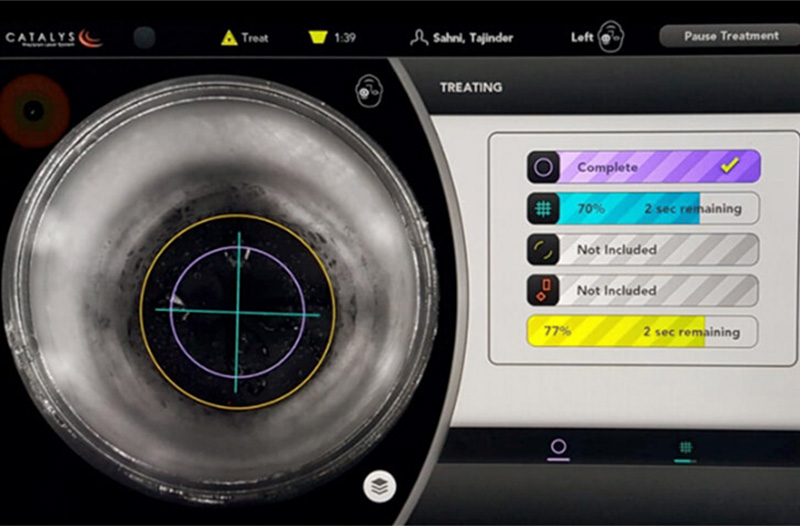 CATALYS
Precision Laser System
Treat
1:39
Sahni, Tajinder
Left
Pause Treatment
TREATING
Complete
70% 2 sec remaining
Not Included
Not Included
77% 2 sec remaining